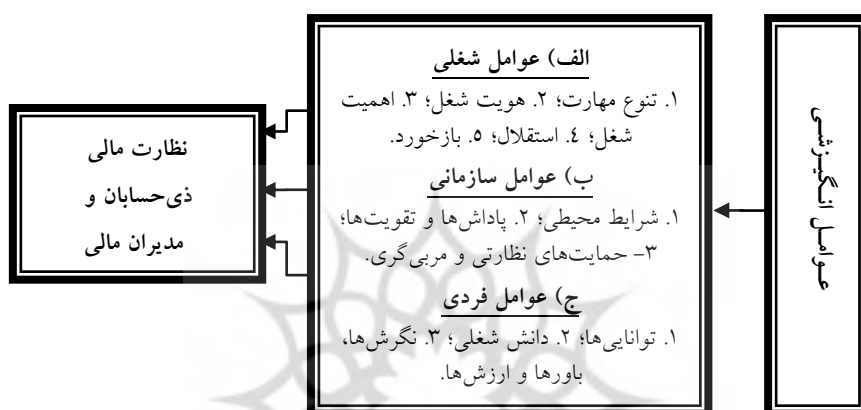 عوامل انگیزشی
الف) عوامل شغلی
۱. تنوع مهارت؛ ۲. هویت شغل؛ ۳. اهمیت
شغل؛ ٤. استقلال؛ ٥. بازخورد.
ب) عوامل سازمانی
۱. شرایط محیطی؛ ۲. پاداش‌ها و تقویت‌ها؛
۳- حمایت‌های نظارتی و مربی‌گری.
ج) عوامل فردی
۱. توانایی‌ها؛ ۲. دانش شغلی؛ ۳. نگرش‌ها،
باورها و ارزش‌ها.
نظارت مالی
ذی‌حسابان و
مدیران مالی